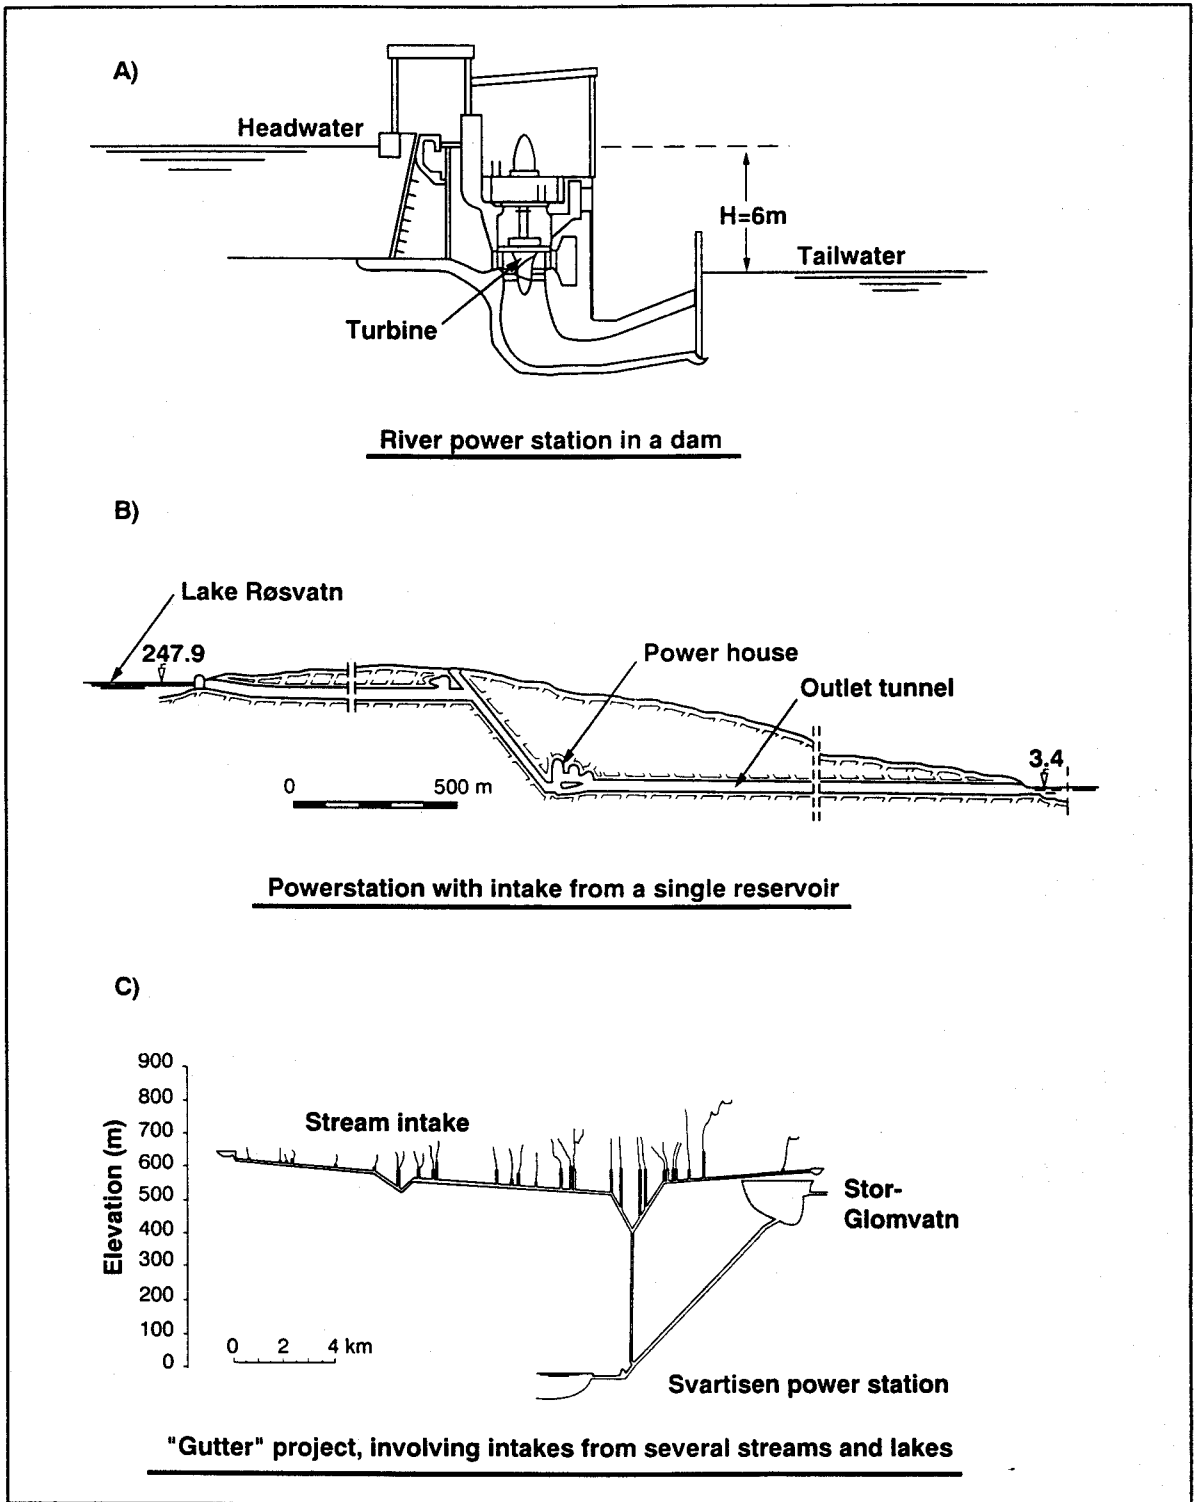 A)
Headwater
H=6m
Tailwater
Turbine
River power station in a dam
B)
Lake Røsvatn
247.9
Power house
Outlet tunnel
3.4
0 500 m
Powerstation with intake from a single reservoir
C)
900
800
700
600
500
400
300
200
100
0
Elevation (m)
Stream intake
Stor-
Glomvatn
0 2 4 km
Svartisen power station
"Gutter" project, involving intakes from several streams and lakes